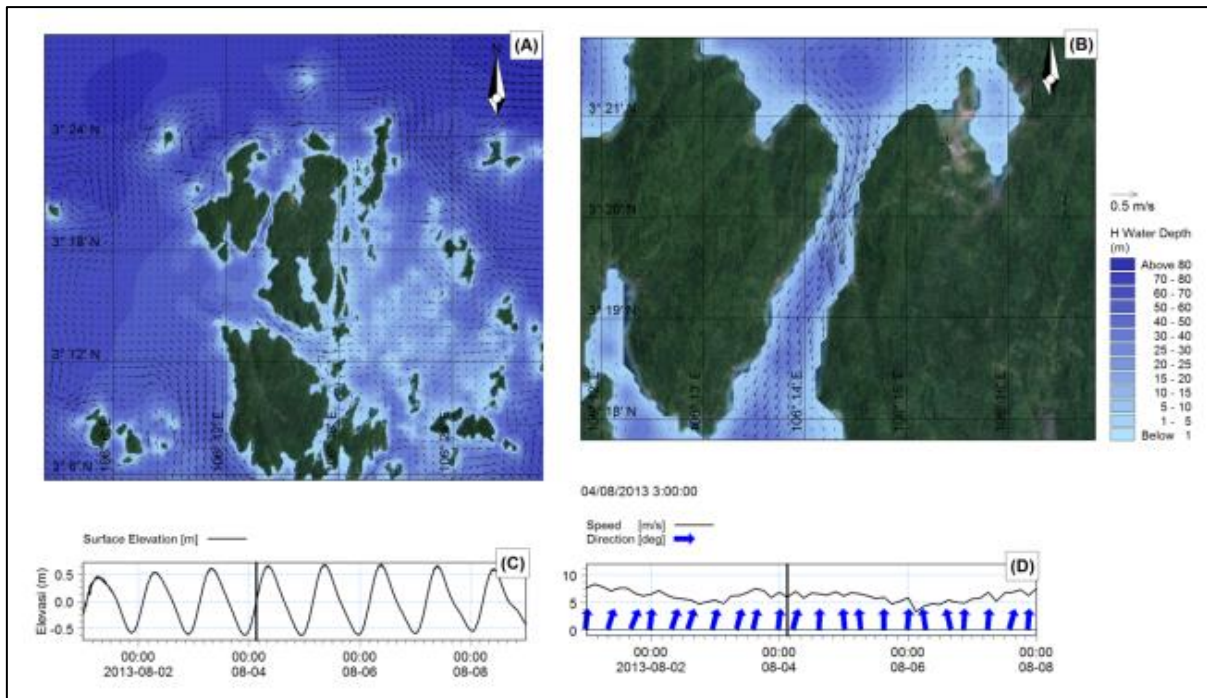 (A)
N
3° 24' N
3° 18' N
3° 12' N
3° 6' N
(B)
3° 21' N
3° 20' N
3° 19' N
3° 18' N
106° 13' E
106° 14' E
0.5 m/s
H Water Depth
(m)
Above 80
70 - 80
60 - 70
50 - 60
40 - 50
30 - 40
25 - 30
20 - 25
15 - 20
10 - 15
5 - 10
1 - 5
Below 1
04/08/2013 3:00:00
Surface Elevation [m]
(C)
Elevasi (m)
0.5
0.0
-0.5
00:00
2013-08-02
00:00
08-04
00:00
08-06
00:00
08-08
Speed [m/s]
Direction [deg]
(D)
10
5
0
00:00
2013-08-02
00:00
08-04
00:00
08-06
00:00
08-08